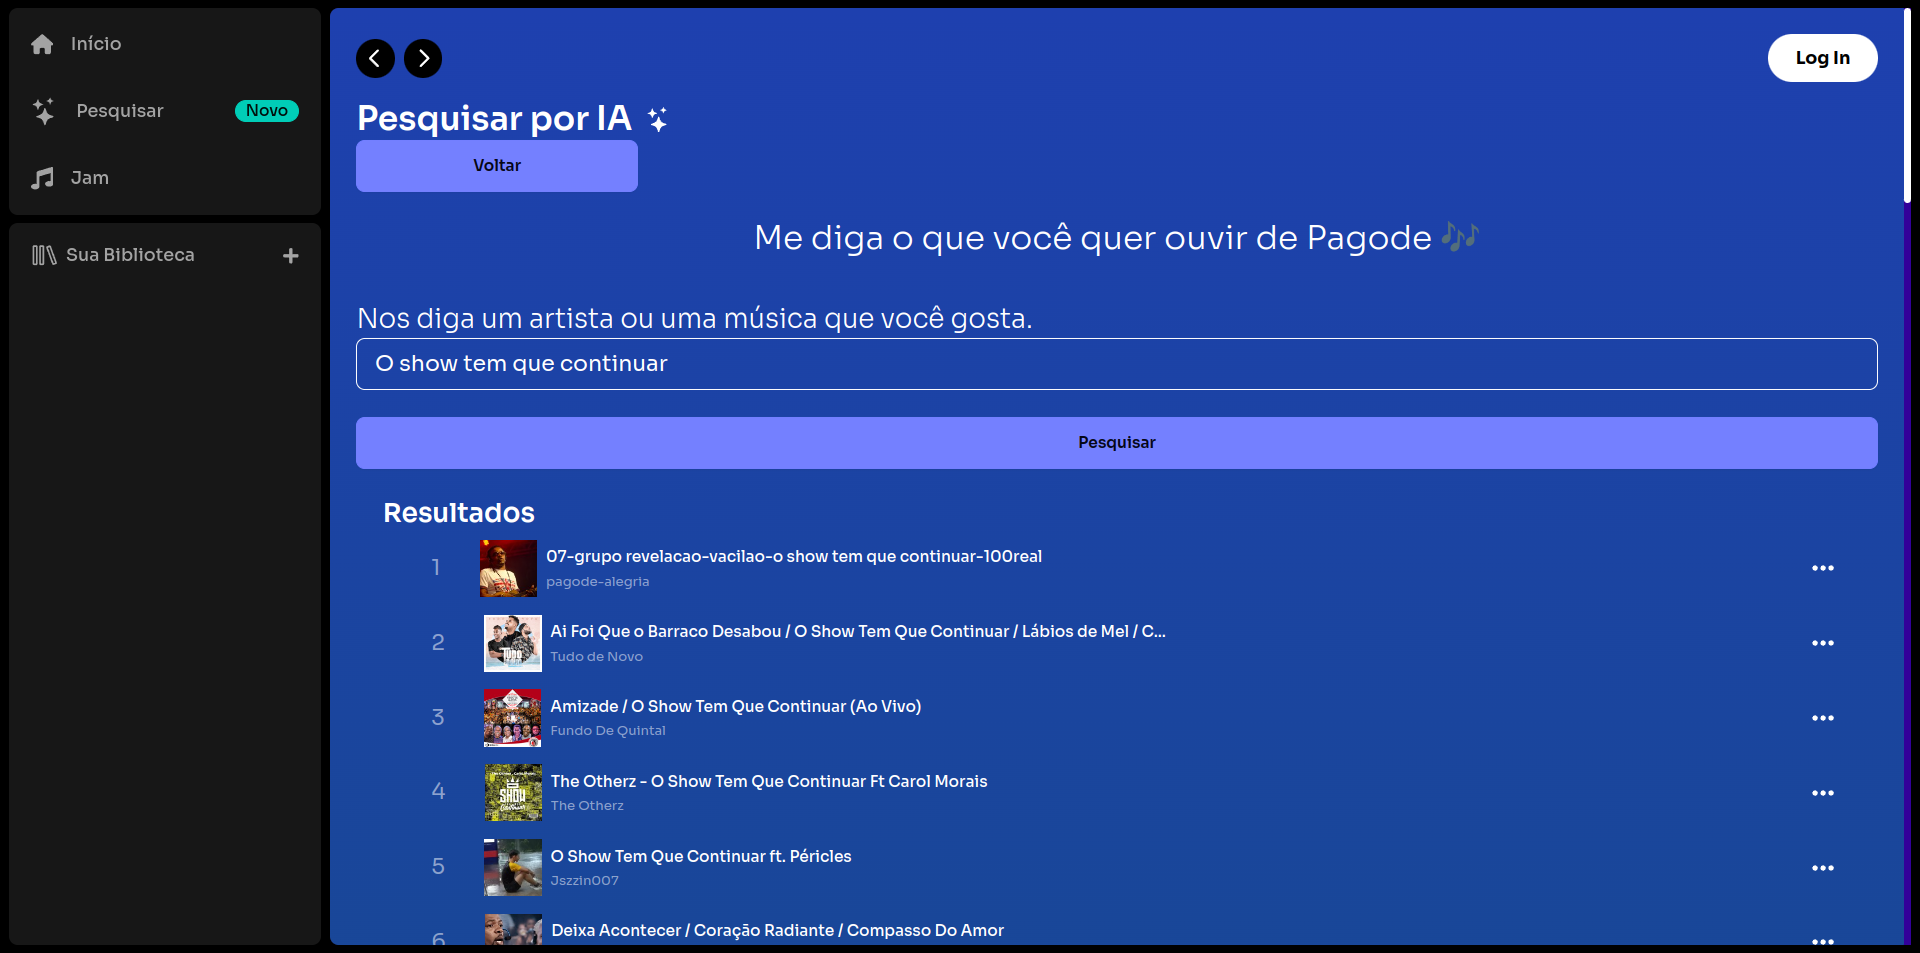 Início
Pesquisar
Novo
Jam
Sua Biblioteca
Log In
Pesquisar por IA
Voltar
Me diga o que você quer ouvir de Pagode 🎶
Nos diga um artista ou uma música que você gosta.
O show tem que continuar
Pesquisar
Resultados
1
07-grupo revelacao-vacilao-o show tem que continuar-100real
pagode-alegria
2
Ai Foi Que o Barraco Desabou / O Show Tem Que Continuar / Lábios de Mel / C...
Tudo de Novo
3
Amizade / O Show Tem Que Continuar (Ao Vivo)
Fundo De Quintal
4
The Otherz - O Show Tem Que Continuar Ft Carol Morais
The Otherz
5
O Show Tem Que Continuar ft. Péricles
Jszzin007
6
Deixa Acontecer / Coração Radiante / Compasso Do Amor